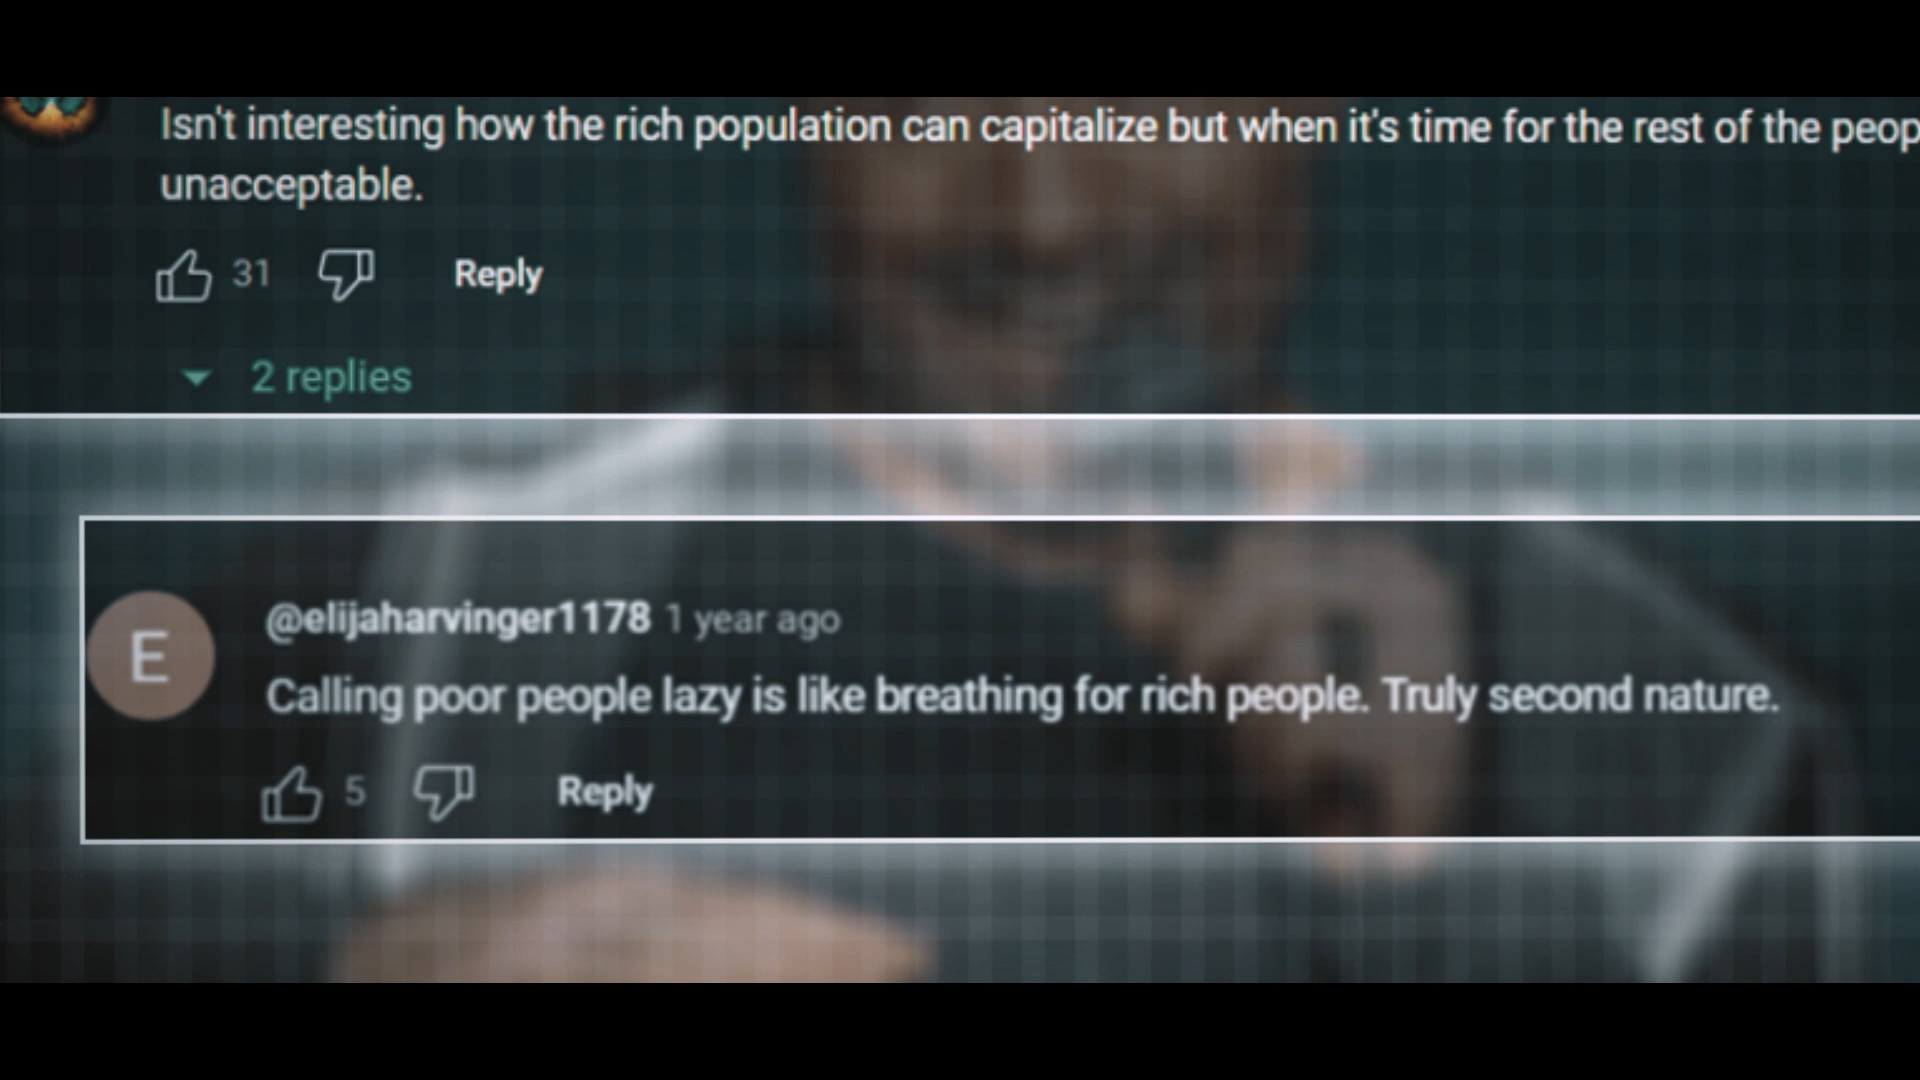 Isn't interesting how the rich population can capitalize but when it's time for the rest of the
unacceptable.
31
Reply
2 replies
E
@elijaharvinger1178 1 year ago
Calling poor people lazy is like breathing for rich people. Truly second nature.
5
Reply